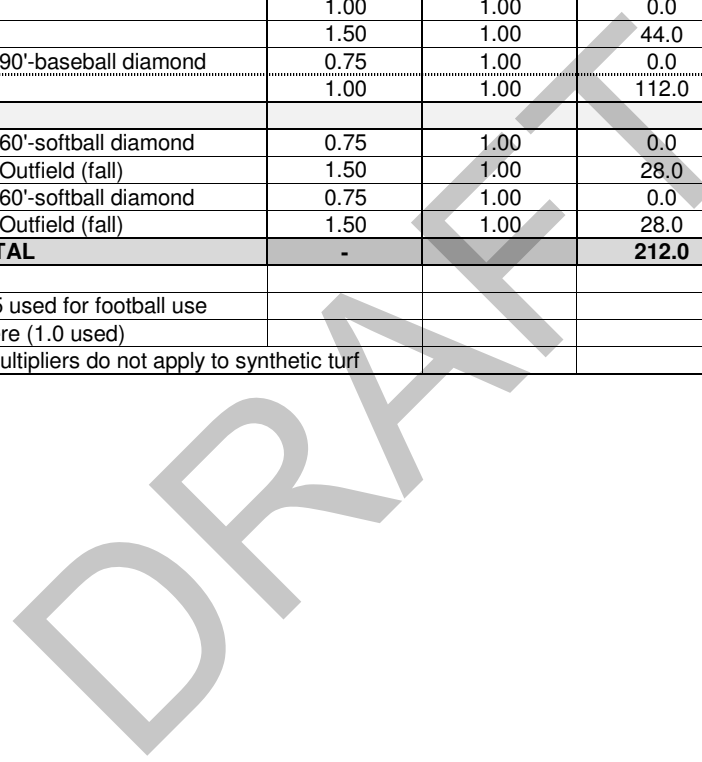 1.00 1.00 0.0
1.50 44.0
90'-baseball diamond 0.75 1.00 0.0
1.00 1.00 112.0
60'-softball diamond 0.75 1.00 0.0
Outfield (fall) 1.50 1.00 28.0
60'-softball diamond 0.75 1.00 0.0
Outfield (fall) 1.50 1.00 28.0
TAL - 212.0
5 used for football use
re (1.0 used)
ultipliers do not apply to synthetic turf
DRAFT